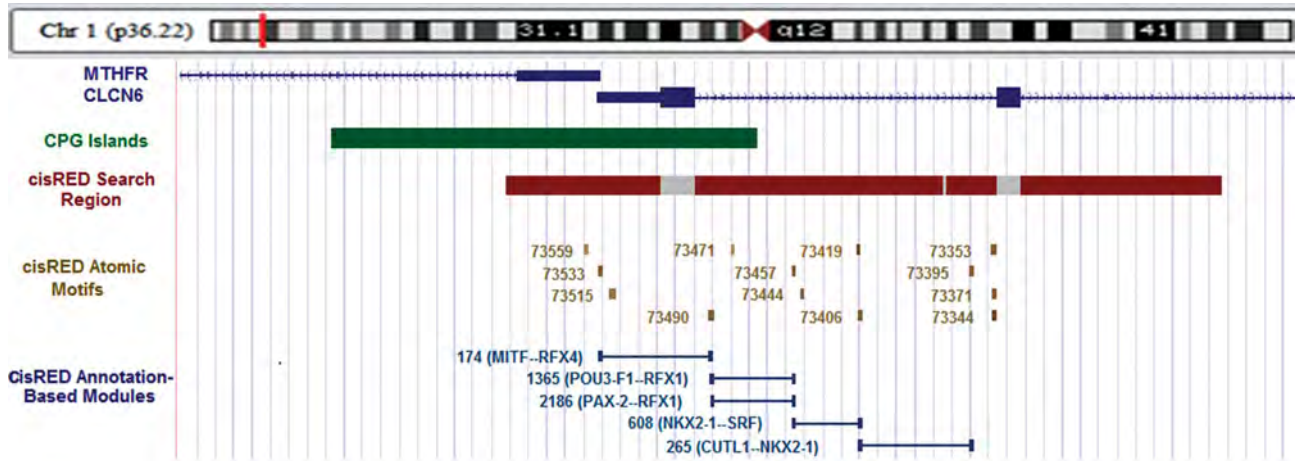 Chr 1 (p36.22) 31.1 q12 41
MTHFR
CLCN6
CPG Islands
cisRED Search
Region
cisRED Atomic
Motifs
73559 73471 73419 73353
73533 73457 73395
73515 73444 73371
73490 73406 73344
cisRED Annotation-
Based Modules
174 (MITF--RFX4)
1365 (POU3-F1--RFX1)
2186 (PAX-2--RFX1)
608 (NKX2-1--SRF)
265 (CUTL1--NKX2-1)